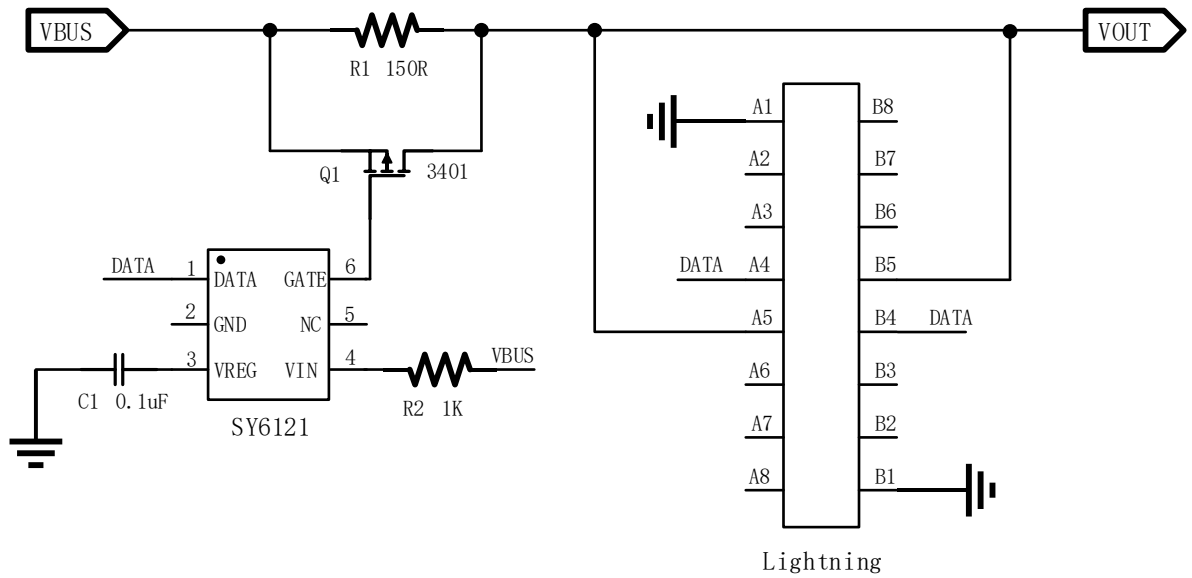 VBUS
VOUT
R1 150R
Q1
3401
DATA
1
DATA
GATE
6
2
GND
NC
5
3
VREG
VIN
4
VBUS
C1 0.1uF
R2 1K
SY6121
A1
B8
A2
B7
A3
B6
DATA
A4
B5
A5
B4
DATA
A6
B3
A7
B2
A8
B1
Lightning